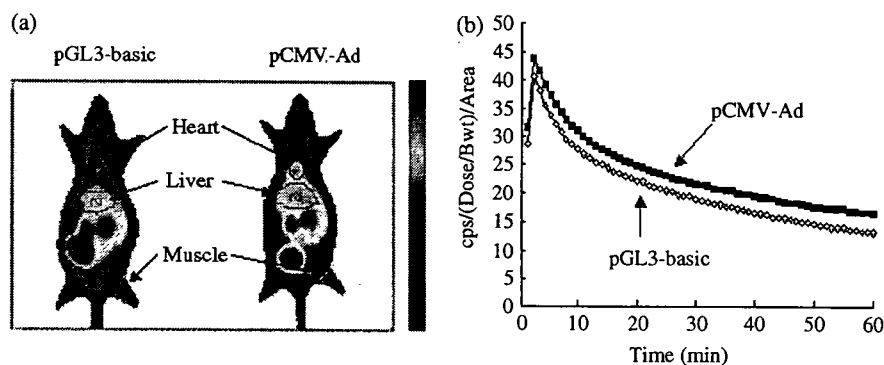 (a)
pGL3-basic pCMV.-Ad
Heart
Liver
Muscle
(b)
cps/(Dose/Bwt)/Area
50
45
40
35
30
25
20
15
10
5
0
pCMV-Ad
pGL3-basic
0 10 20 30 40 50 60
Time (min)